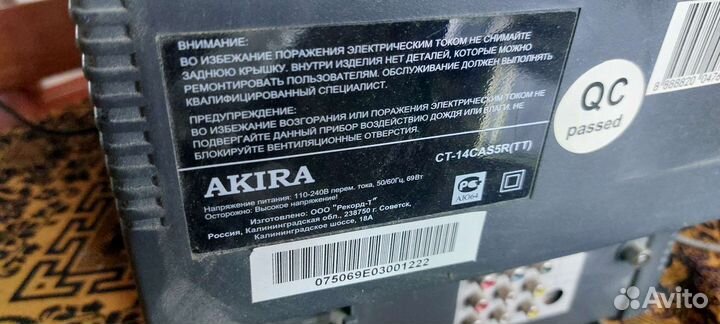 ВНИМАНИЕ:
ВО ИЗБЕЖАНИЕ ПОРАЖЕНИЯ ЭЛЕКТРИЧЕСКИМ ТОКОМ НЕ СНИМАЙТЕ
ЗАДНЮЮ КРЫШКУ. ВНУТРИ ИЗДЕЛИЯ НЕТ ДЕТАЛЕЙ, КОТОРЫЕ МОЖНО
РЕМОНТИРОВАТЬ ПОЛЬЗОВАТЕЛЯМ. ОБСЛУЖИВАНИЕ ДОЛЖЕН ВЫПОЛНЯТЬ
КВАЛИФИЦИРОВАННЫЙ СПЕЦИАЛИСТ.
ПРЕДУПРЕЖДЕНИЕ:
ВО ИЗБЕЖАНИЕ ВОЗГОРАНИЯ ИЛИ ПОРАЖЕНИЯ ЭЛЕКТРИЧЕСКИМ ТОКОМ НЕ
ПОДВЕРГАЙТЕ ДАННЫЙ ПРИБОР ВОЗДЕЙСТВИЮ ДОЖДЯ ИЛИ ВЛАГИ. НЕ
БЛОКИРУЙТЕ ВЕНТИЛЯЦИОННЫЕ ОТВЕРСТИЯ.
CT-14CAS5R(TT)
AKIRA
АЮ64
Напряжение питания: 110-240В перем. тока, 50/60Гц, 69Вт
Осторожно: Высокое напряжение!
Изготовлено: ООО "Рекорд-Т"
Россия, Калининградская обл., 238750 г. Советск,
Калининградское шоссе, 18А
075069E03001222
QC
passed
Avito